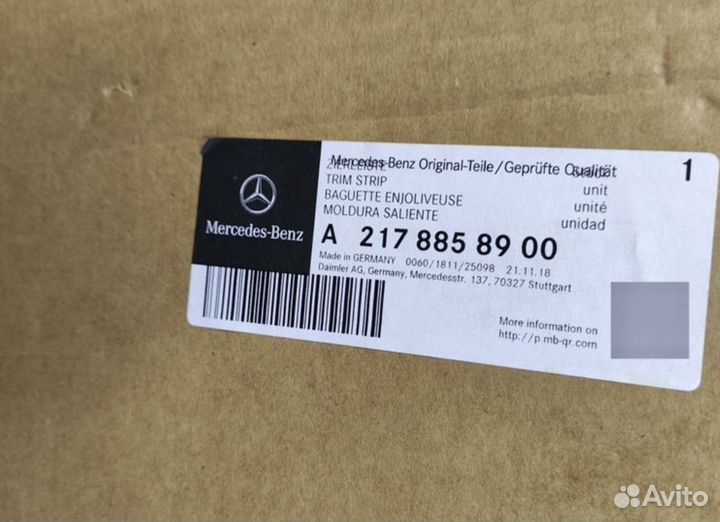 Mercedes-Benz Original-Teile/Geprüfte Qualität
ZIERLEISTE
Stück
1
TRIM STRIP
unit
BAGUETTE ENJOLIVEUSE
unité
MOLDURA SALIENTE
unidad
Mercedes-Benz
A 217 885 89 00
Made in GERMANY 0060/1811/25098 21.11.18
Daimler AG, Germany, Mercedesstr. 137, 70327 Stuttgart
More information on
http://p.mb-qr.com
Avito